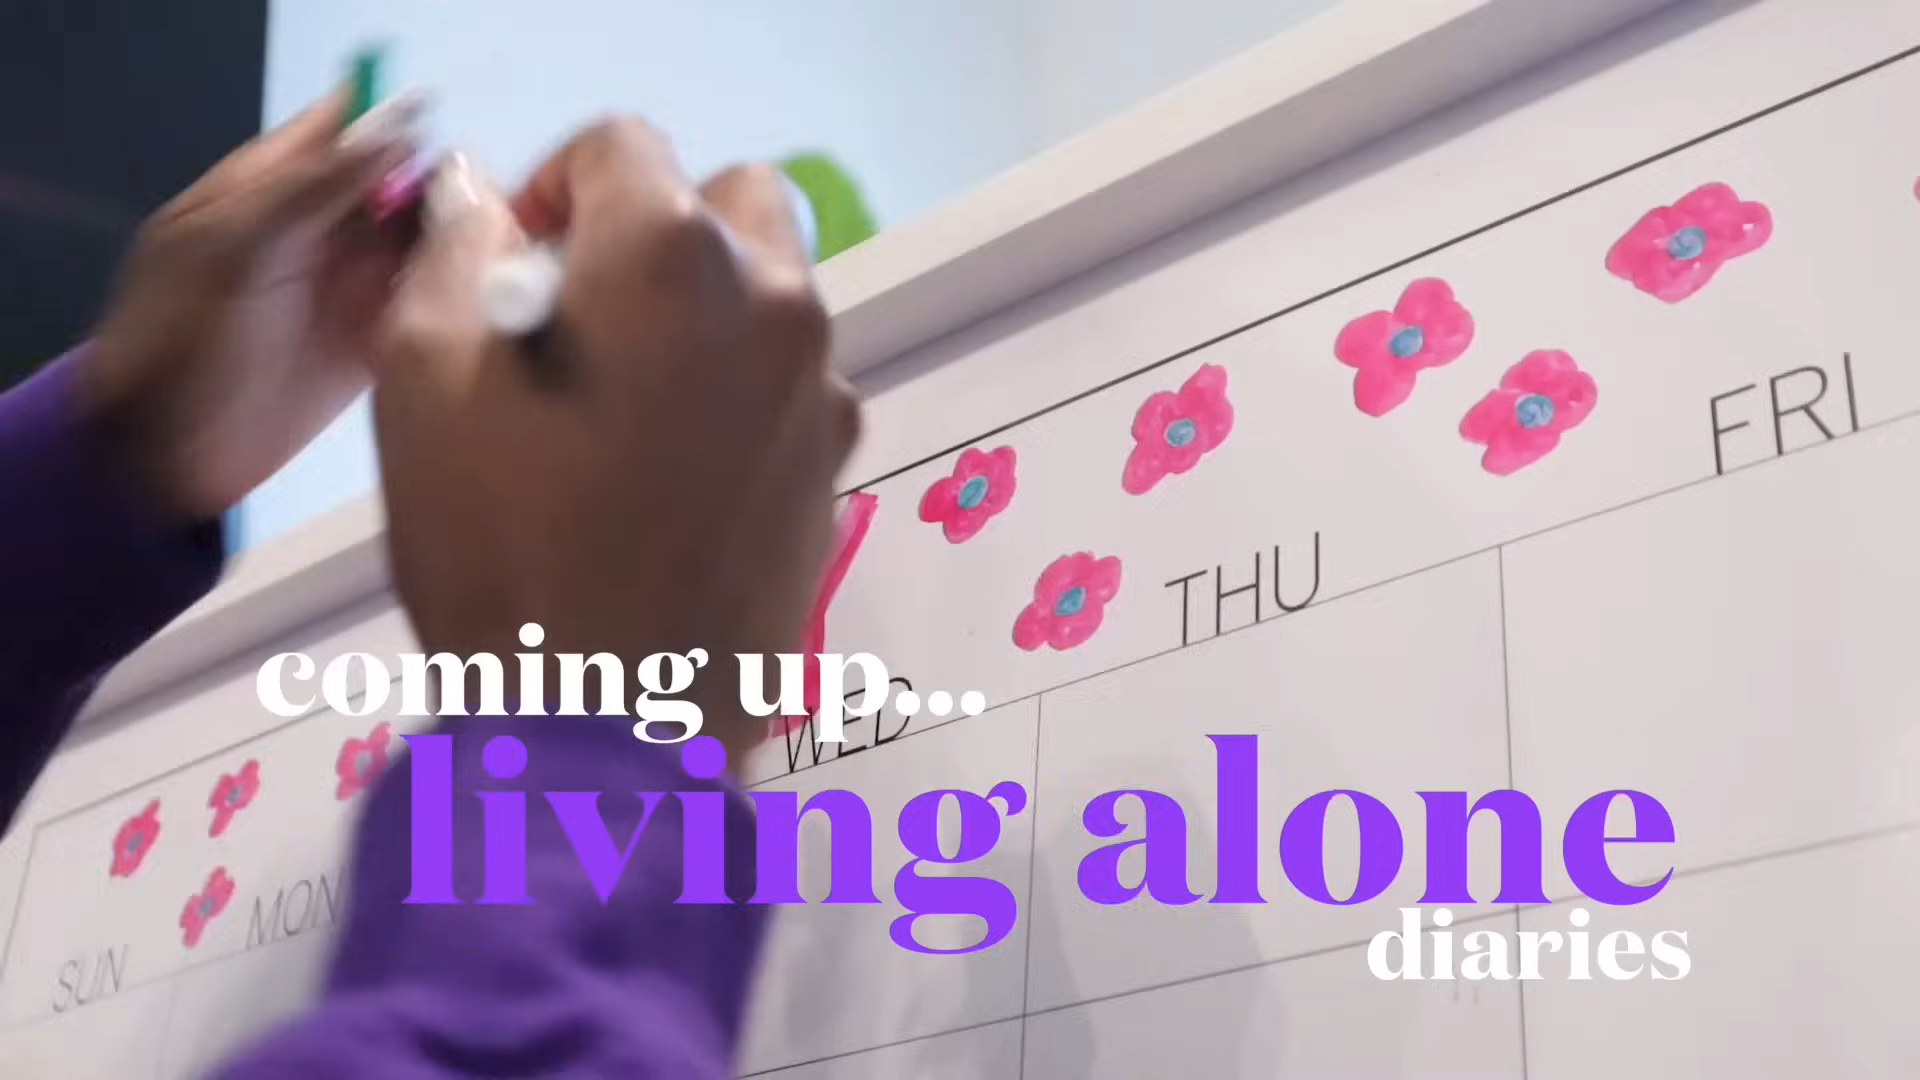 coming up...
living alone
diaries
SUN
MON
WED
THU
FRI